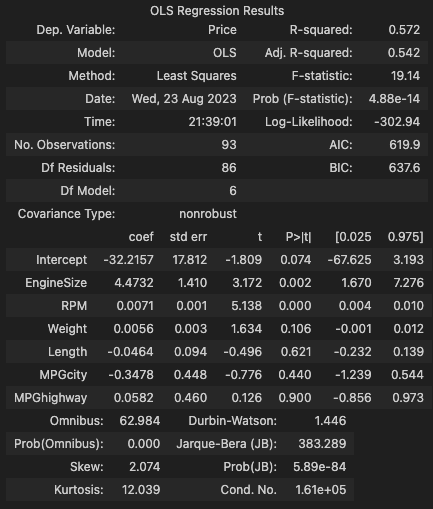 OLS Regression Results
Dep. Variable: Price R-squared: 0.572
Model: OLS Adj. R-squared: 0.542
Method: Least Squares F-statistic: 19.14
Date: Wed, 23 Aug 2023 Prob (F-statistic): 4.88e-14
Time: 21:39:01 Log-Likelihood: -302.94
No. Observations: 93 AIC: 619.9
Df Residuals: 86 BIC: 637.6
Df Model: 6
Covariance Type: nonrobust
coef std err t P>|t| [0.025 0.975]
Intercept -32.2157 17.812 -1.809 0.074 -67.625 3.193
EngineSize 4.4732 1.410 3.172 0.002 1.670 7.276
RPM 0.0071 0.001 5.138 0.000 0.004 0.010
Weight 0.0056 0.003 1.634 0.106 -0.001 0.012
Length -0.0464 0.094 -0.496 0.621 -0.232 0.139
MPGcity -0.3478 0.448 -0.776 0.440 -1.239 0.544
MPGhighway 0.0582 0.460 0.126 0.900 -0.856 0.973
Omnibus: 62.984 Durbin-Watson: 1.446
Prob(Omnibus): 0.000 Jarque-Bera (JB): 383.289
Skew: 2.074 Prob(JB): 5.89e-84
Kurtosis: 12.039 Cond. No. 1.61e+05